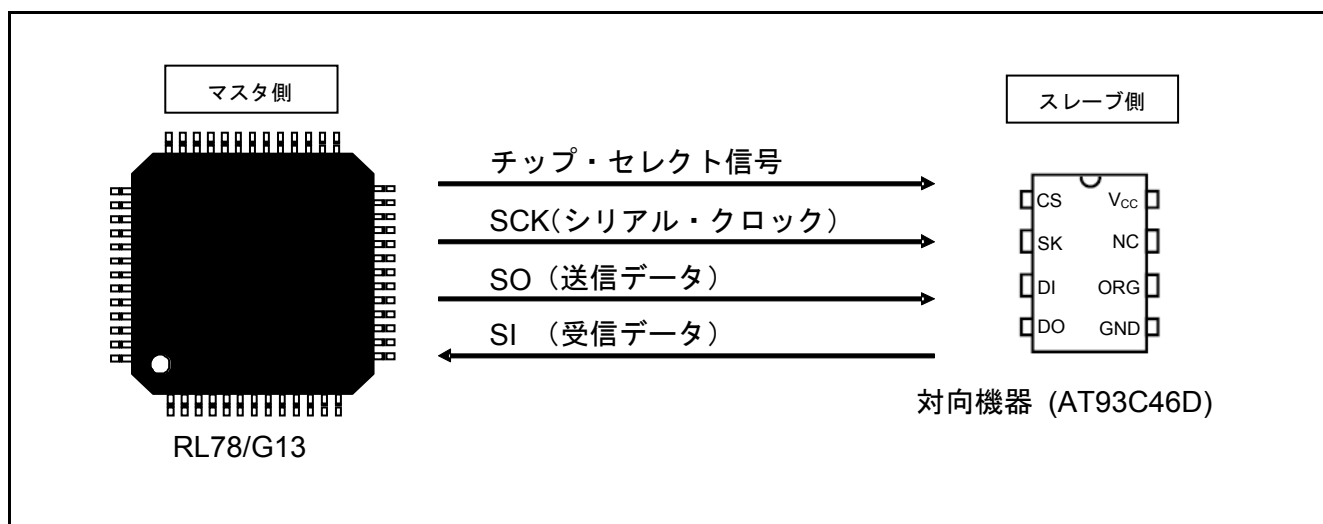 マスタ側
スレーブ側
チップ・セレクト信号
SCK(シリアル・クロック)
SO (送信データ)
SI (受信データ)
CS VCC
SK NC
DI ORG
DO GND
対向機器 (AT93C46D)
RL78/G13